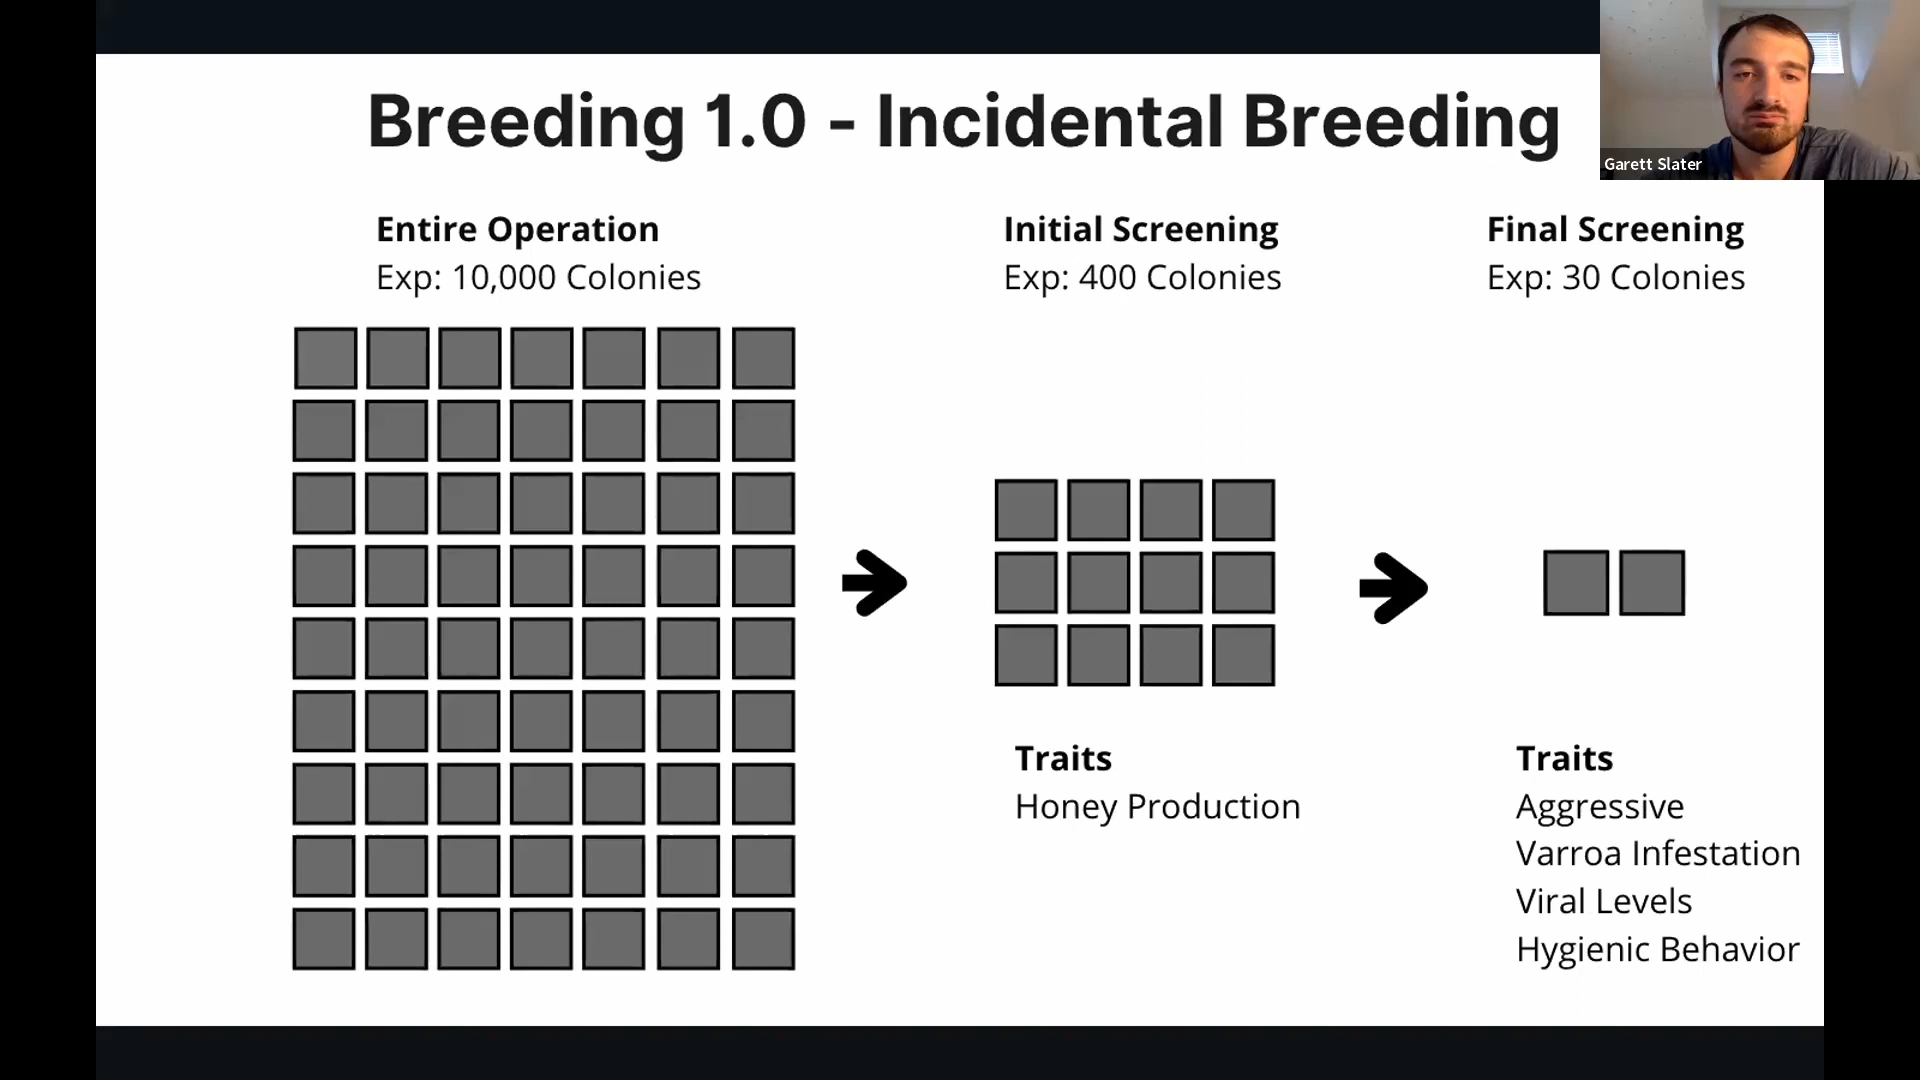 Breeding 1.0 - Incidental Breeding
Garett Slater
Entire Operation
Exp: 10,000 Colonies
Initial Screening
Exp: 400 Colonies
Final Screening
Exp: 30 Colonies
Traits
Honey Production
Traits
Aggressive
Varroa Infestation
Viral Levels
Hygienic Behavior